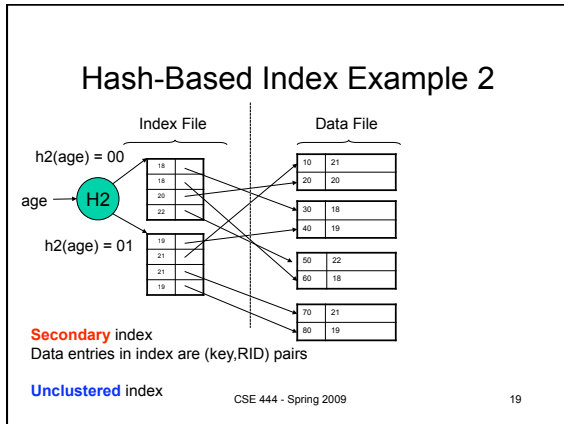 Hash-Based Index Example 2
Index File
Data File
h2(age) = 00
age
H2
h2(age) = 01
18
18
20
22
19
21
21
19
10 21
20 20
30 18
40 19
50 22
60 18
70 21
80 19
Secondary index
Data entries in index are (key,RID) pairs
Unclustered index
CSE 444 - Spring 2009
19